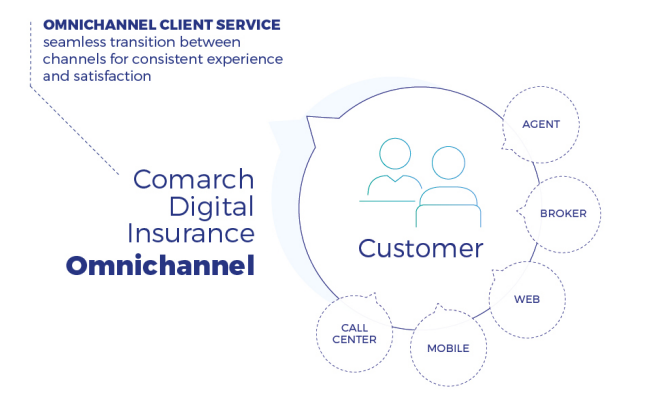 OMNICHANNEL CLIENT SERVICE
seamless transition between
channels for consistent experience
and satisfaction
Comarch
Digital
Insurance
Omnichannel
Customer
AGENT
BROKER
WEB
MOBILE
CALL
CENTER